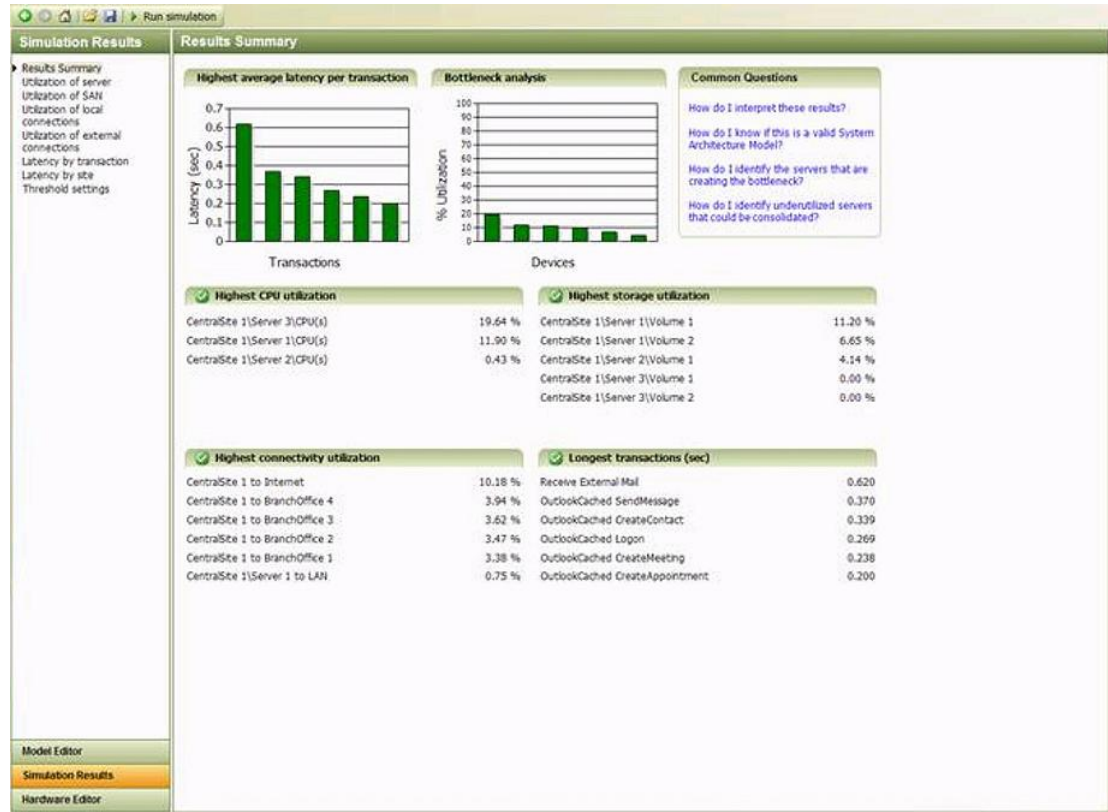 Run simulation
Simulation Results
Results Summary
Results Summary
Utilization of server
Utilization of SAN
Utilization of local
connections
Utilization of external
connections
Latency by transaction
Latency by site
Threshold settings
Highest average latency per transaction
0.7
0.6
0.5
0.4
0.3
0.2
0.1
0
Latency (sec)
Transactions
Bottleneck analysis
100
90
80
70
60
50
40
30
20
10
0
% Utilization
Devices
Common Questions
How do I interpret these results?
How do I know if this is a valid System
Architecture Model?
How do I identify the servers that are
creating the bottleneck?
How do I identify underutilized servers
that could be consolidated?
Highest CPU utilization
CentralSite 1\Server 3\CPU(s) 19.64 %
CentralSite 1\Server 1\CPU(s) 11.90 %
CentralSite 1\Server 2\CPU(s) 0.43 %
Highest storage utilization
CentralSite 1\Server 1\Volume 1 11.20 %
CentralSite 1\Server 1\Volume 2 6.65 %
CentralSite 1\Server 2\Volume 1 4.14 %
CentralSite 1\Server 3\Volume 1 0.00 %
CentralSite 1\Server 3\Volume 2 0.00 %
Highest connectivity utilization
CentralSite 1 to Internet 10.18 %
CentralSite 1 to BranchOffice 4 3.94 %
CentralSite 1 to BranchOffice 3 3.62 %
CentralSite 1 to BranchOffice 2 3.47 %
CentralSite 1 to BranchOffice 1 3.38 %
CentralSite 1\Server 1 to LAN 0.75 %
Longest transactions (sec)
Receive External Mail 0.620
OutlookCached SendMessage 0.370
OutlookCached CreateContact 0.339
OutlookCached Logon 0.269
OutlookCached CreateMeeting 0.238
OutlookCached CreateAppointment 0.200
Model Editor
Simulation Results
Hardware Editor